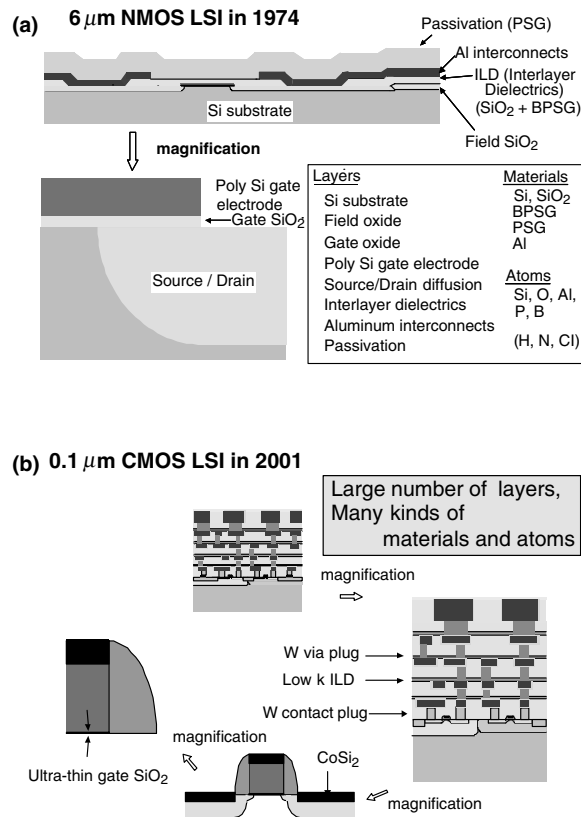 (a) 6 μm NMOS LSI in 1974
Passivation (PSG)
Al interconnects
ILD (Interlayer
Dielectrics)
(SiO2 + BPSG)
Field SiO2
Si substrate
magnification
Poly Si gate
electrode
Gate SiO2
Source / Drain
Layers
Si substrate
Field oxide
Gate oxide
Poly Si gate electrode
Source/Drain diffusion
Interlayer dielectrics
Aluminum interconnects
Passivation
Materials
Si, SiO2
BPSG
PSG
Al
Atoms
Si, O, Al,
P, B
(H, N, Cl)
(b) 0.1 μm CMOS LSI in 2001
Large number of layers,
Many kinds of
materials and atoms
magnification
W via plug
Low k ILD
W contact plug
magnification
Ultra-thin gate SiO2
CoSi2
magnification